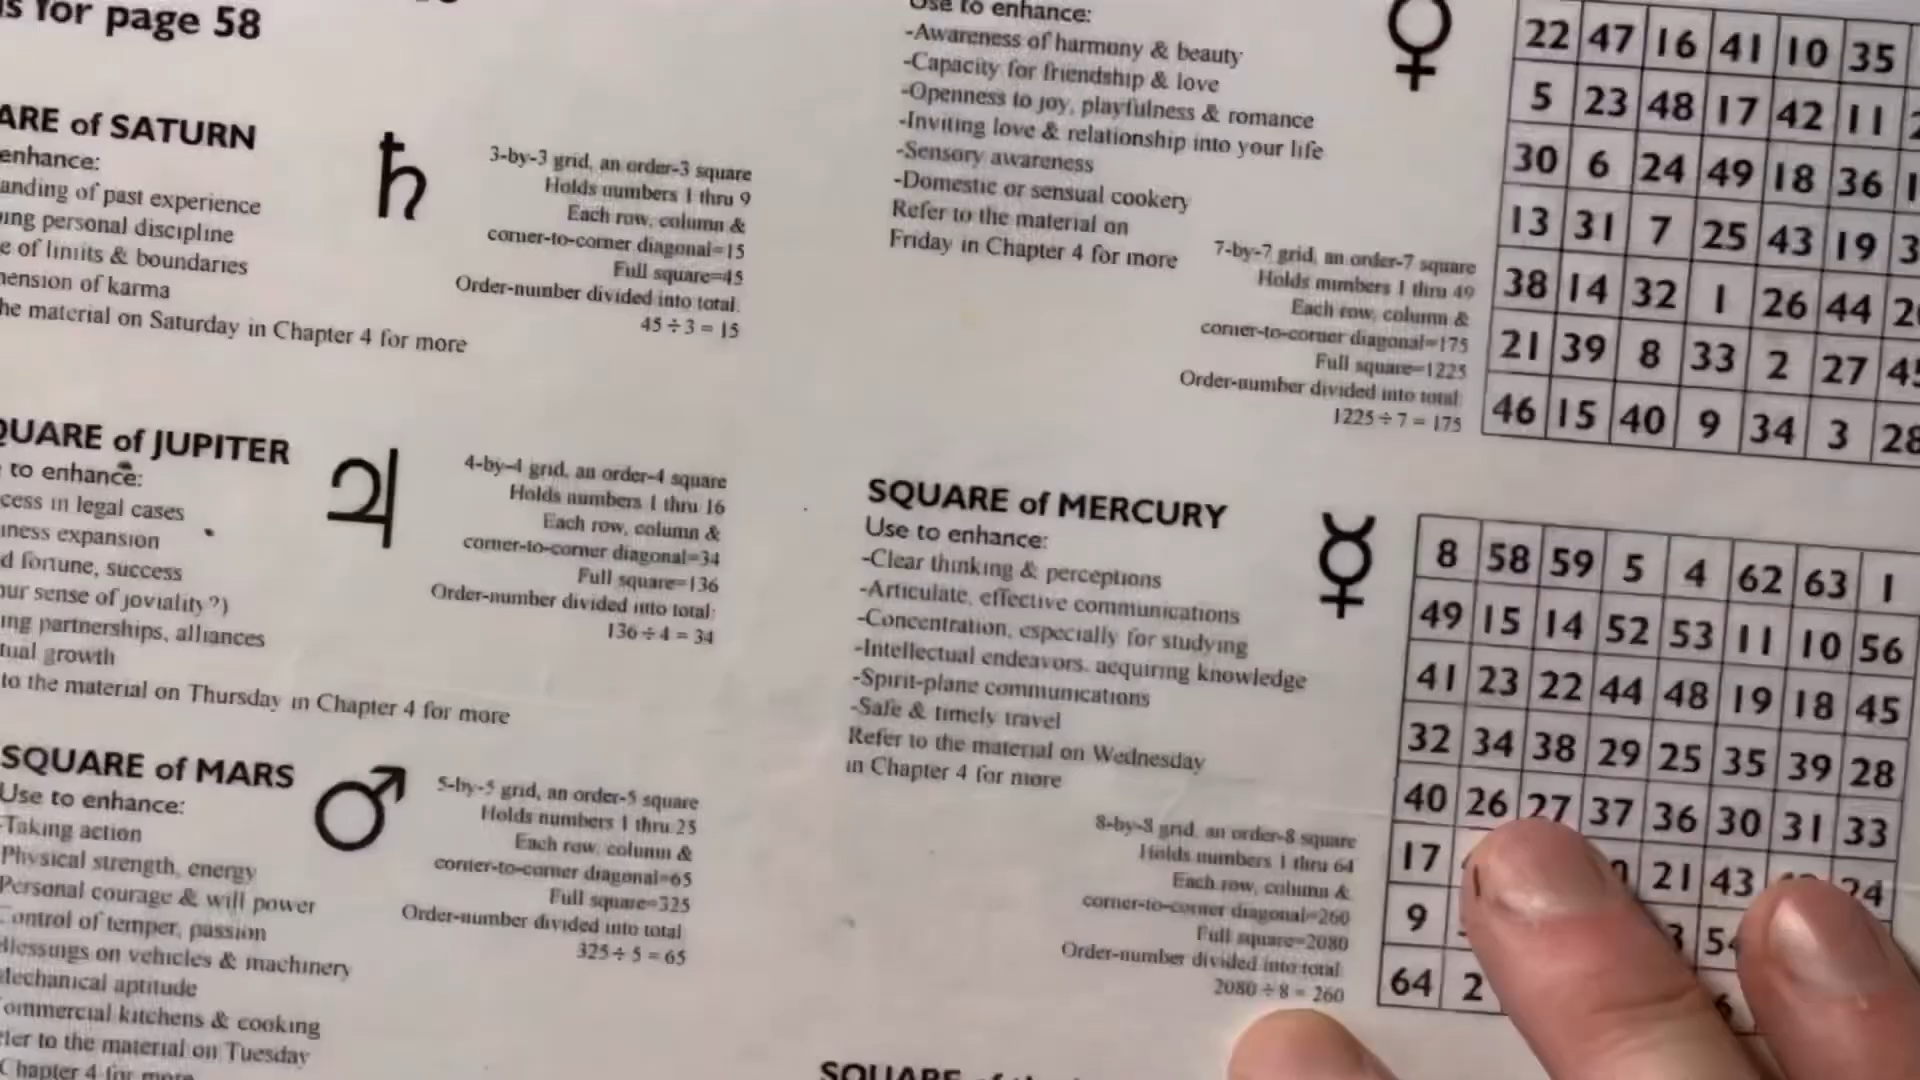 s for page 58
ARE of SATURN
enhance:
anding of past experience
ing personal discipline
e of limits & boundaries
nension of karma
he material on Saturday in Chapter 4 for more
3-by-3 grid, an order-3 square
Holds numbers 1 thru 9
Each row, column &
corner-to-corner diagonal=15
Full square=45
Order-number divided into total:
45 ÷ 3 = 15
QUARE of JUPITER
to enhance:
cess in legal cases
iness expansion
d fortune, success
our sense of joviality?)
ing partnerships, alliances
tual growth
to the material on Thursday in Chapter 4 for more
4-by-4 grid, an order-4 square
Holds numbers 1 thru 16
Each row, column &
corner-to-corner diagonal=34
Full square=136
Order-number divided into total:
136 ÷ 4 = 34
SQUARE of MARS
Use to enhance:
-Taking action
Physical strength, energy
Personal courage & will power
Control of temper, passion
Blessings on vehicles & machinery
Mechanical aptitude
Commercial kitchens & cooking
fer to the material on Tuesday
Chapter 4 for more
5-by-5 grid, an order-5 square
Holds numbers 1 thru 25
Each row, column &
corner-to-corner diagonal=65
Full square=325
Order-number divided into total
325 ÷ 5 = 65
Use to enhance:
-Awareness of harmony & beauty
-Capacity for friendship & love
-Openness to joy, playfulness & romance
-Inviting love & relationship into your life
-Sensory awareness
-Domestic or sensual cookery
Refer to the material on
Friday in Chapter 4 for more
7-by-7 grid, an order-7 square
Holds numbers 1 thru 49
Each row, column &
corner-to-corner diagonal=175
Full square=1225
Order-number divided into total:
1225 ÷ 7 = 175
22 47 16 41 10 35
5 23 48 17 42 11
30 6 24 49 18 36 1
13 31 7 25 43 19 3
38 14 32 1 26 44 2
21 39 8 33 2 27 45
46 15 40 9 34 3 28
SQUARE of MERCURY
Use to enhance:
-Clear thinking & perceptions
-Articulate, effective communications
-Concentration, especially for studying
-Intellectual endeavors, acquiring knowledge
-Spirit-plane communications
-Safe & timely travel
Refer to the material on Wednesday
in Chapter 4 for more
8-by-8 grid, an order-8 square
Holds numbers 1 thru 64
Each row, column &
corner-to-corner diagonal=260
Full square=2080
Order-number divided into total
2080 ÷ 8 = 260
8 58 59 5 4 62 63 1
49 15 14 52 53 11 10 56
41 23 22 44 48 19 18 45
32 34 38 29 25 35 39 28
40 26 27 37 36 30 31 33
17 21 43 24
9 3 54
64 2 6
SQUARE of